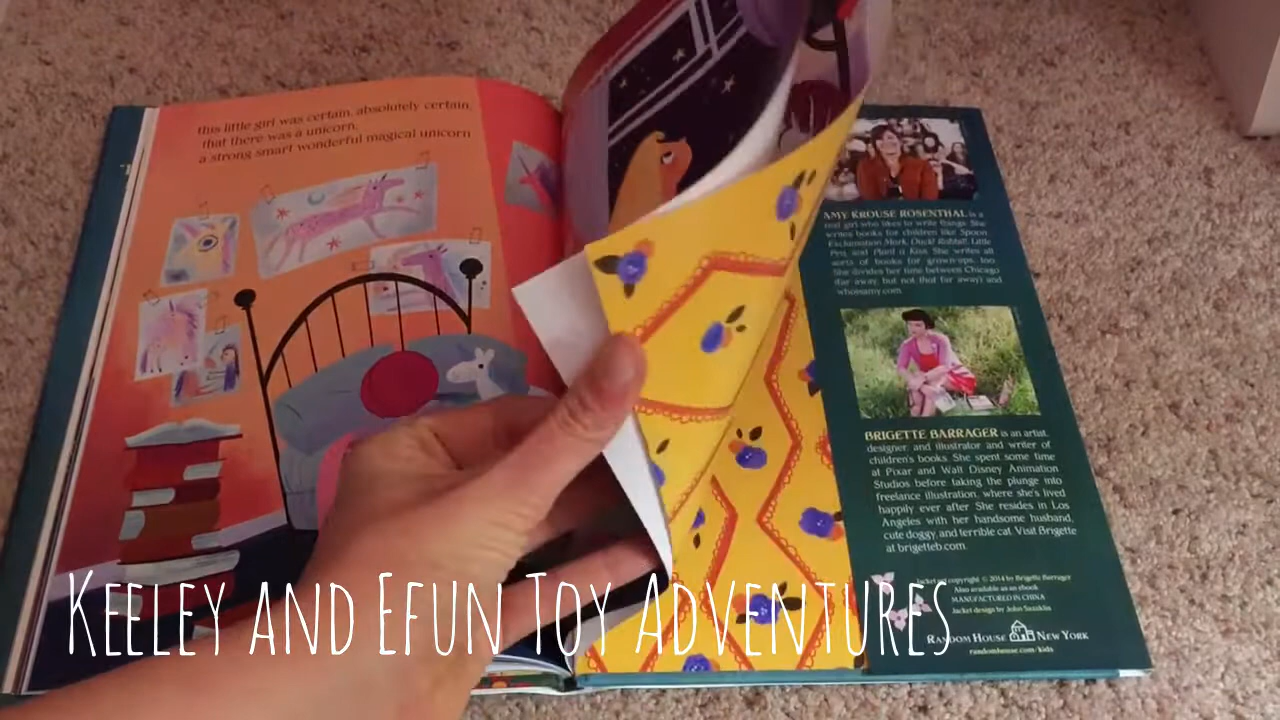 this little girl was certain, absolutely certain,
that there was a unicorn.
a strong smart wonderful magical unicorn
AMY KROUSE ROSENTHAL is a
real girl who likes to write things. She
writes books for children like Spoon
Exclamation Mark, Duck! Rabbit!, Little
Pea, and Plant a Kiss. She writes all
sorts of books for grown-ups, too.
She divides her time between Chicago
(far away, but not that far away) and
whoisamy.com.
BRIGETTE BARRAGER is an artist,
designer, and illustrator and writer of
children's books. She spent some time
at Pixar and Walt Disney Animation
Studios before taking the plunge into
freelance illustration, where she's lived
happily ever after. She resides in Los
Angeles with her handsome husband,
cute doggy, and terrible cat. Visit Brigette
at brigetteb.com.
Jacket art copyright © 2014 by Brigette Barrager
Also available as an ebook
MANUFACTURED IN CHINA
Jacket design by John Sazaklis
RANDOM HOUSE NEW YORK
randomhouse.com/kids
KEELEY AND EFUN TOY ADVENTURES